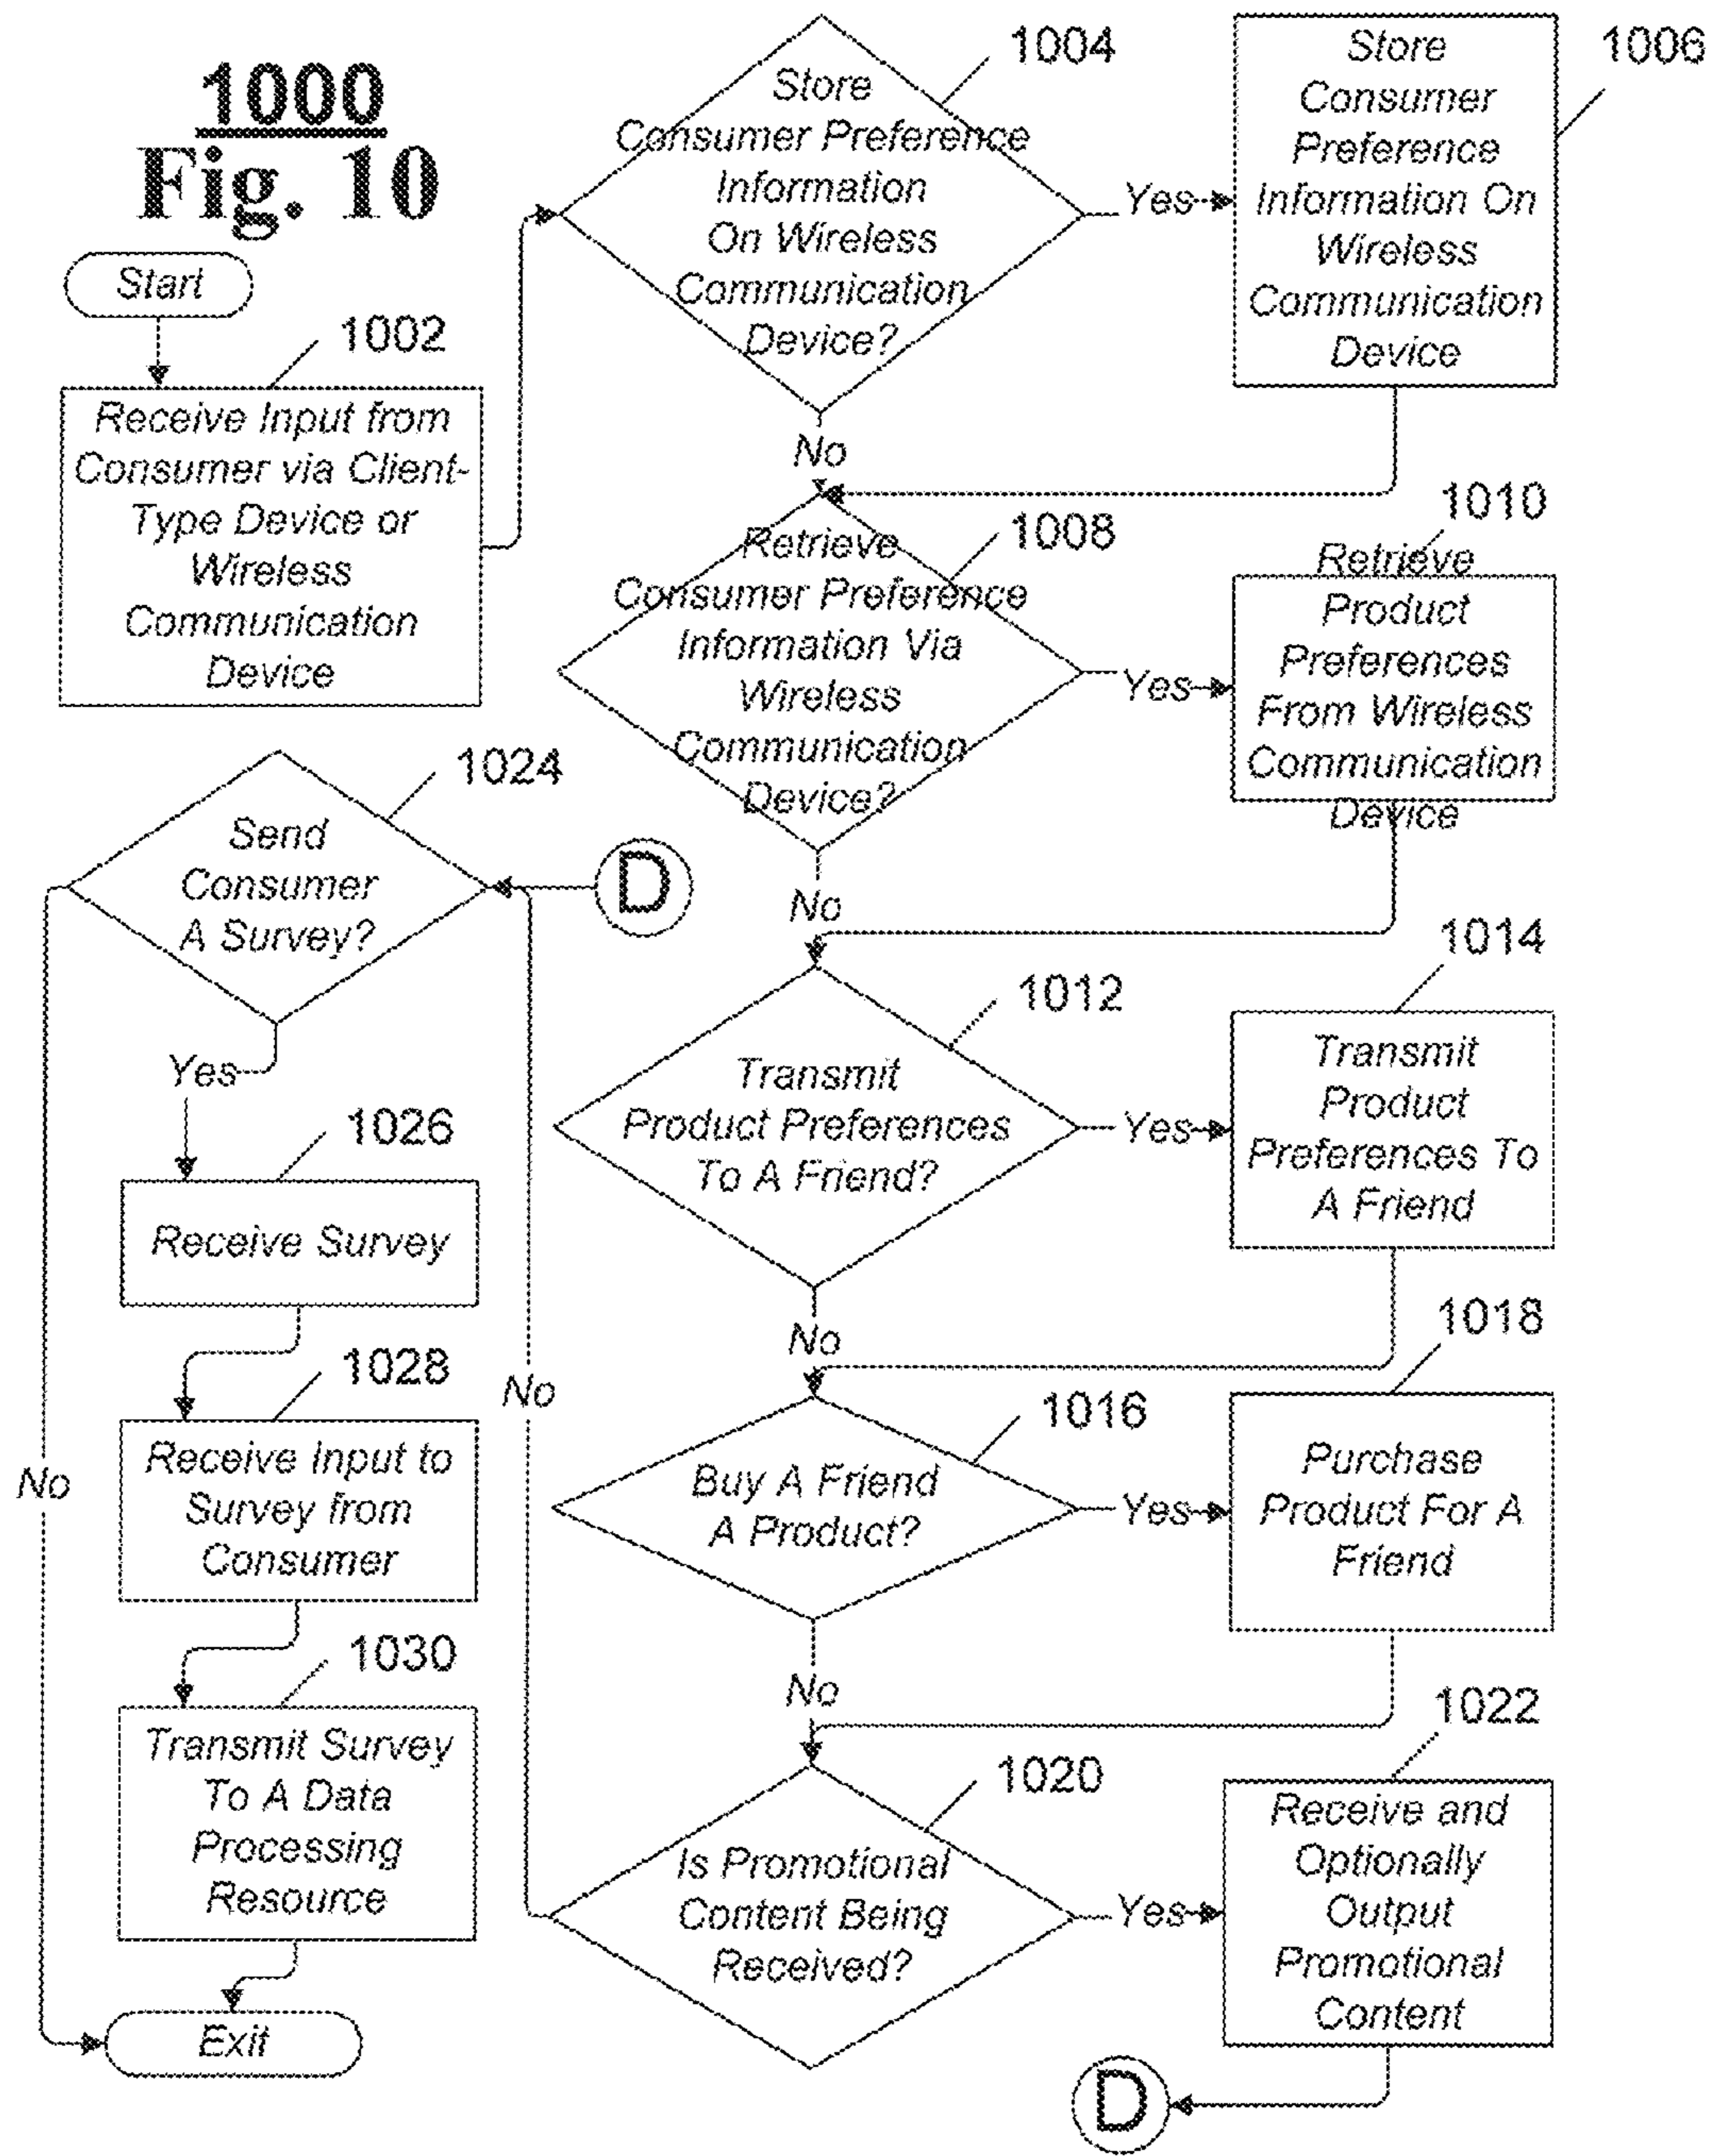 1000
Fig. 10
Start
1002
Receive Input from
Consumer via Client-
Type Device or
Wireless
Communication
Device
1004
Store
Consumer Preference
Information
On Wireless
Communication
Device?
Yes
No
1006
Store
Consumer
Preference
Information On
Wireless
Communication
Device
1008
Retrieve
Consumer Preference
Information Via
Wireless
Communication
Device?
Yes
No
1010
Retrieve
Product
Preferences
From Wireless
Communication
Device
1012
Transmit
Product Preferences
To A Friend?
Yes
No
1014
Transmit
Product
Preferences To
A Friend
1016
Buy A Friend
A Product?
Yes
No
1018
Purchase
Product For A
Friend
1020
Is Promotional
Content Being
Received?
Yes
No
1022
Receive and
Optionally
Output
Promotional
Content
D
D
1024
Send
Consumer
A Survey?
Yes
No
1026
Receive Survey
1028
Receive Input to
Survey from
Consumer
1030
Transmit Survey
To A Data
Processing
Resource
Exit